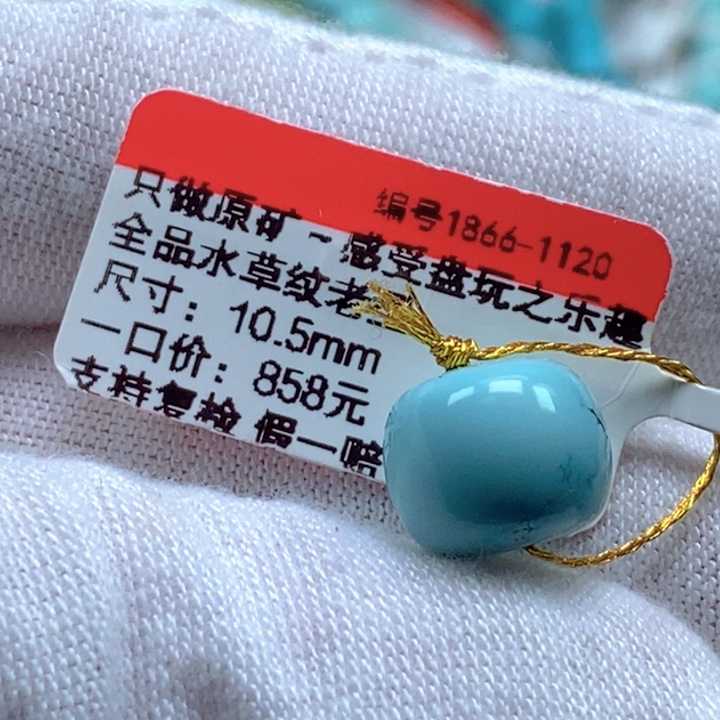 编号1866-1120
只做原矿~感受盘玩之乐趣
全品水草纹老
尺寸：10.5mm
一口价：858元
支持复检 假一赔